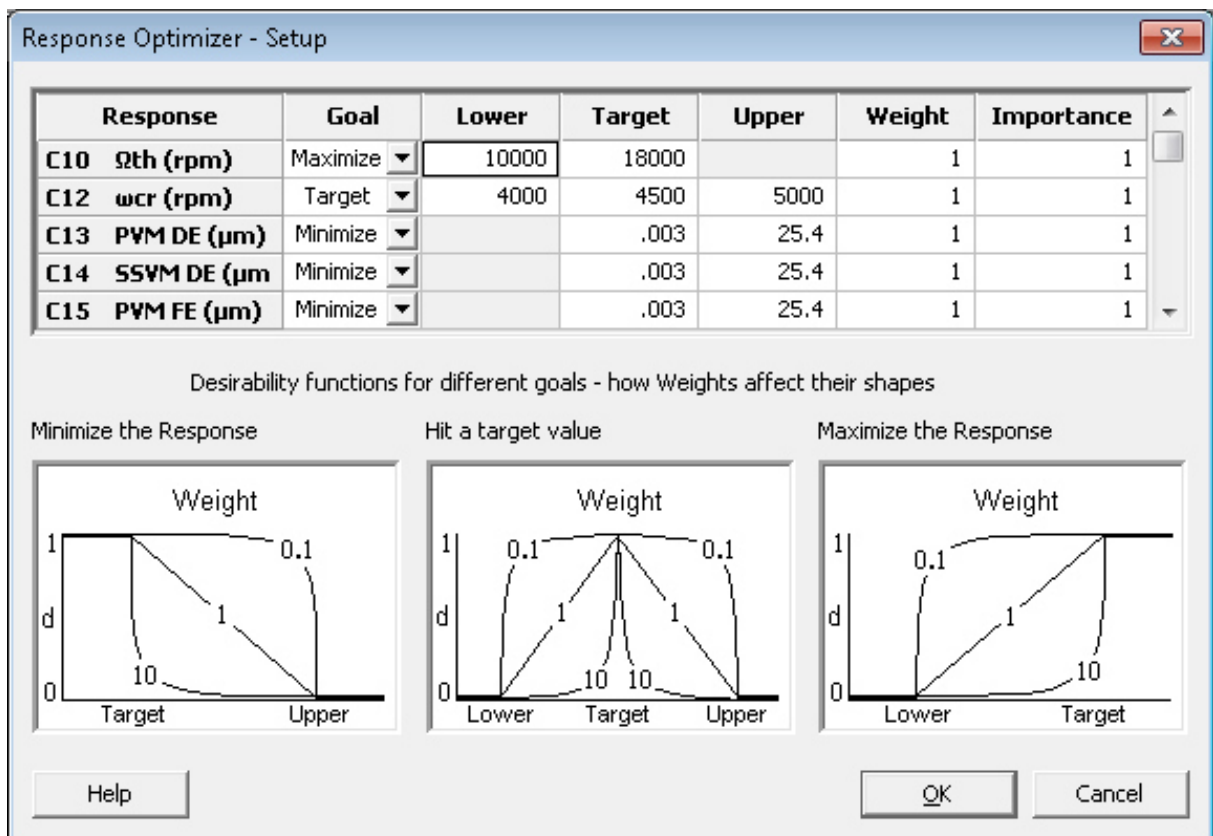 Response Optimizer - Setup
Response Goal Lower Target Upper Weight Importance
C10 Ωth (rpm) Maximize 10000 18000 1 1
C12 ωcr (rpm) Target 4000 4500 5000 1 1
C13 PVM DE (µm) Minimize .003 25.4 1 1
C14 SSVM DE (µm Minimize .003 25.4 1 1
C15 PVM FE (µm) Minimize .003 25.4 1 1
Desirability functions for different goals - how Weights affect their shapes
Minimize the Response Hit a target value Maximize the Response
Weight Weight Weight
1 0.1 1 0.1 0.1 1 0.1
d 1 d 1 1 d 1
10 10 10 10
0 0 0
Target Upper Lower Target Upper Lower Target
Help OK Cancel